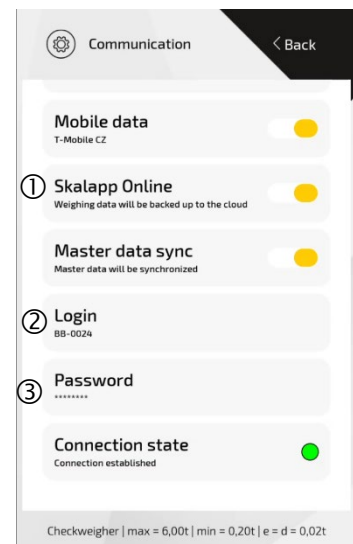 Communication
< Back
Mobile data
T-Mobile CZ
① Skalapp Online
Weighing data will be backed up to the cloud
Master data sync
Master data will be synchronized
② Login
BB-0024
③ Password
********
Connection state
Connection established
Checkweigher | max = 6,00t | min = 0,20t | e = d = 0,02t